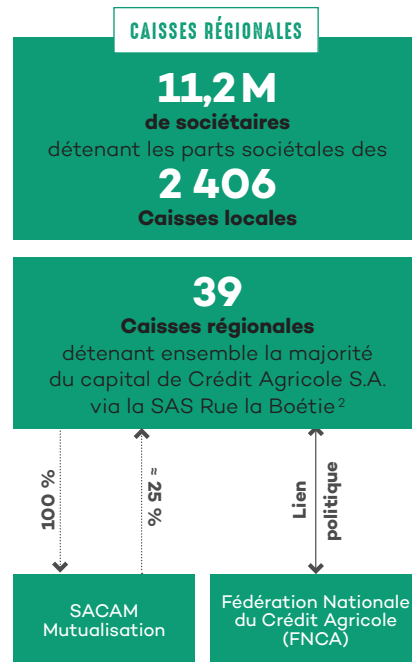 CAISSES RÉGIONALES
11,2 M
de sociétaires
détenant les parts sociétales des
2 406
Caisses locales
39
Caisses régionales
détenant ensemble la majorité
du capital de Crédit Agricole S.A.
via la SAS Rue la Boétie 2
100 %
≈ 25 %
Lien
politique
SACAM
Mutualisation
Fédération Nationale
du Crédit Agricole
(FNCA)